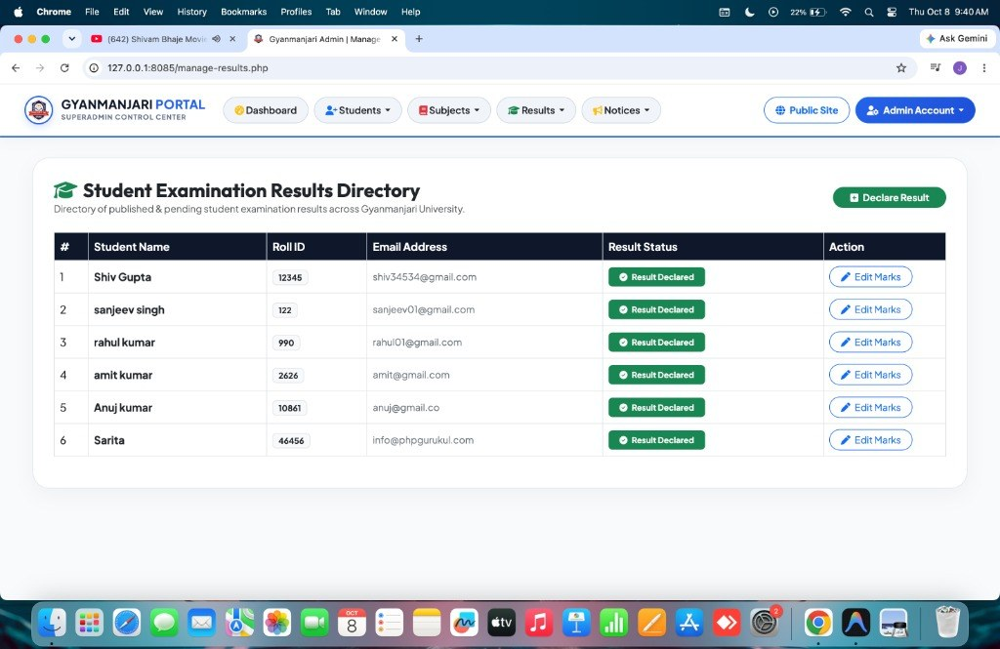 Chrome File Edit View History Bookmarks Profiles Tab Window Help 22% Thu Oct 8 9:40 AM
(642) Shivam Bhaje Movi Gyanmanjari Admin | Manage Ask Gemini
127.0.0.1:8085/manage-results.php J
GYANMANJARI PORTAL
SUPERADMIN CONTROL CENTER
Dashboard Students Subjects Results Notices Public Site Admin Account
Student Examination Results Directory
Directory of published & pending student examination results across Gyanmanjari University.
Declare Result
# Student Name Roll ID Email Address Result Status Action
1 Shiv Gupta 12345 shiv34534@gmail.com Result Declared Edit Marks
2 sanjeev singh 122 sanjeev01@gmail.com Result Declared Edit Marks
3 rahul kumar 990 rahul01@gmail.com Result Declared Edit Marks
4 amit kumar 2626 amit@gmail.com Result Declared Edit Marks
5 Anuj kumar 10861 anuj@gmail.co Result Declared Edit Marks
6 Sarita 46456 info@phpgurukul.com Result Declared Edit Marks
OCT
8
tv
2